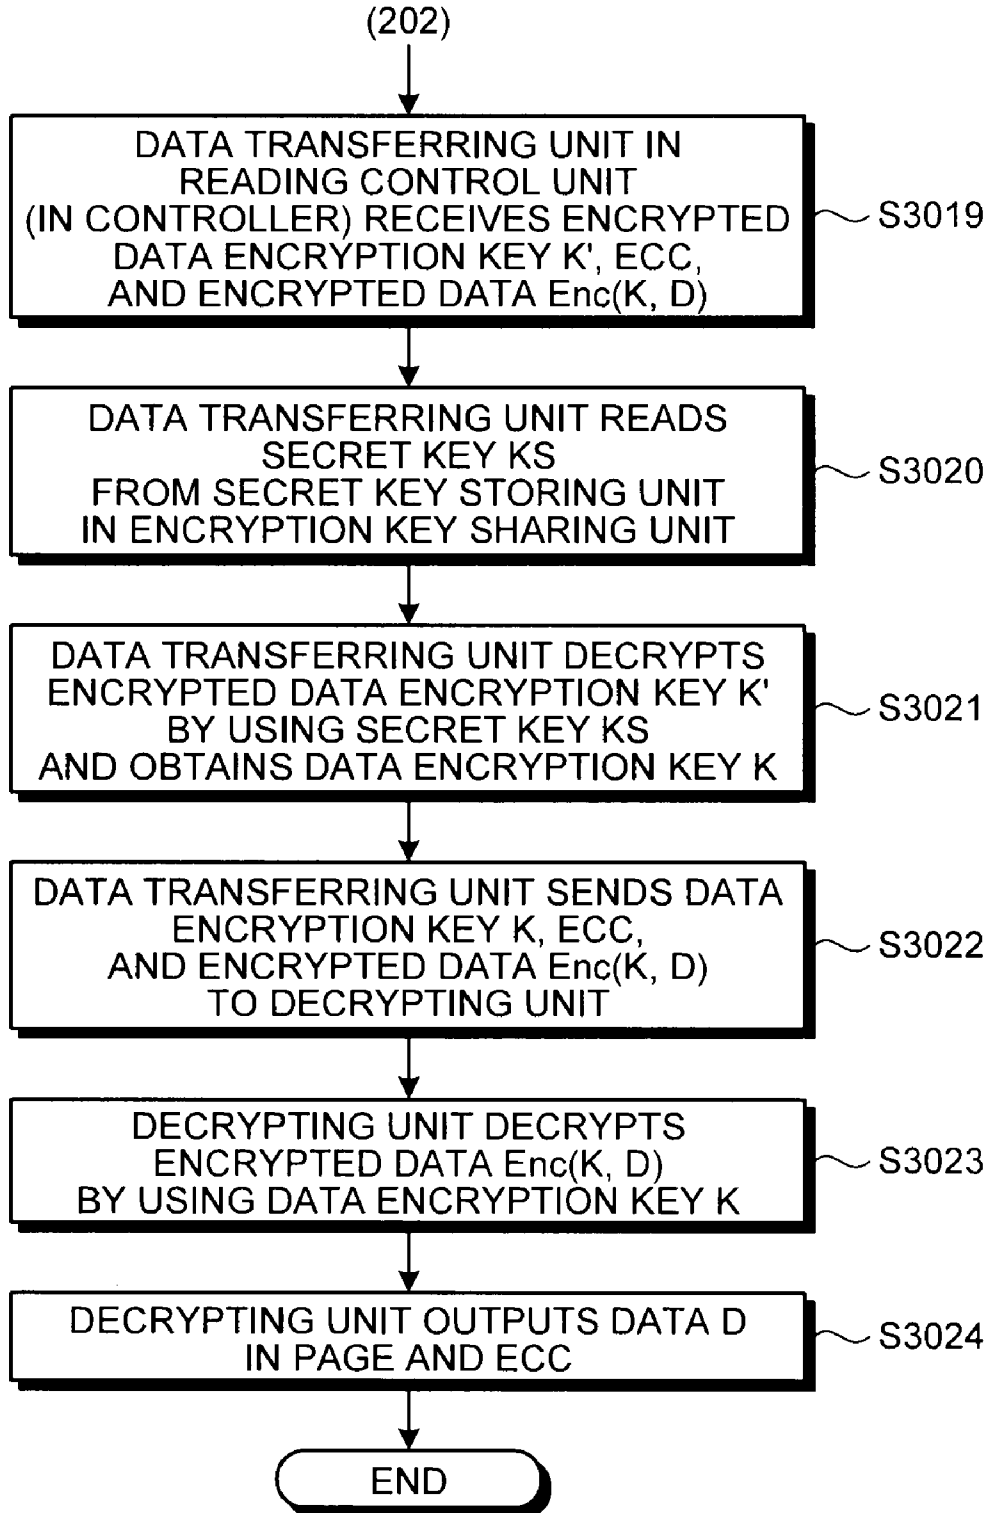 (202)
DATA TRANSFERRING UNIT IN
READING CONTROL UNIT
(IN CONTROLLER) RECEIVES ENCRYPTED
DATA ENCRYPTION KEY K', ECC,
AND ENCRYPTED DATA Enc(K, D)
S3019
DATA TRANSFERRING UNIT READS
SECRET KEY KS
FROM SECRET KEY STORING UNIT
IN ENCRYPTION KEY SHARING UNIT
S3020
DATA TRANSFERRING UNIT DECRYPTS
ENCRYPTED DATA ENCRYPTION KEY K'
BY USING SECRET KEY KS
AND OBTAINS DATA ENCRYPTION KEY K
S3021
DATA TRANSFERRING UNIT SENDS DATA
ENCRYPTION KEY K, ECC,
AND ENCRYPTED DATA Enc(K, D)
TO DECRYPTING UNIT
S3022
DECRYPTING UNIT DECRYPTS
ENCRYPTED DATA Enc(K, D)
BY USING DATA ENCRYPTION KEY K
S3023
DECRYPTING UNIT OUTPUTS DATA D
IN PAGE AND ECC
S3024
END